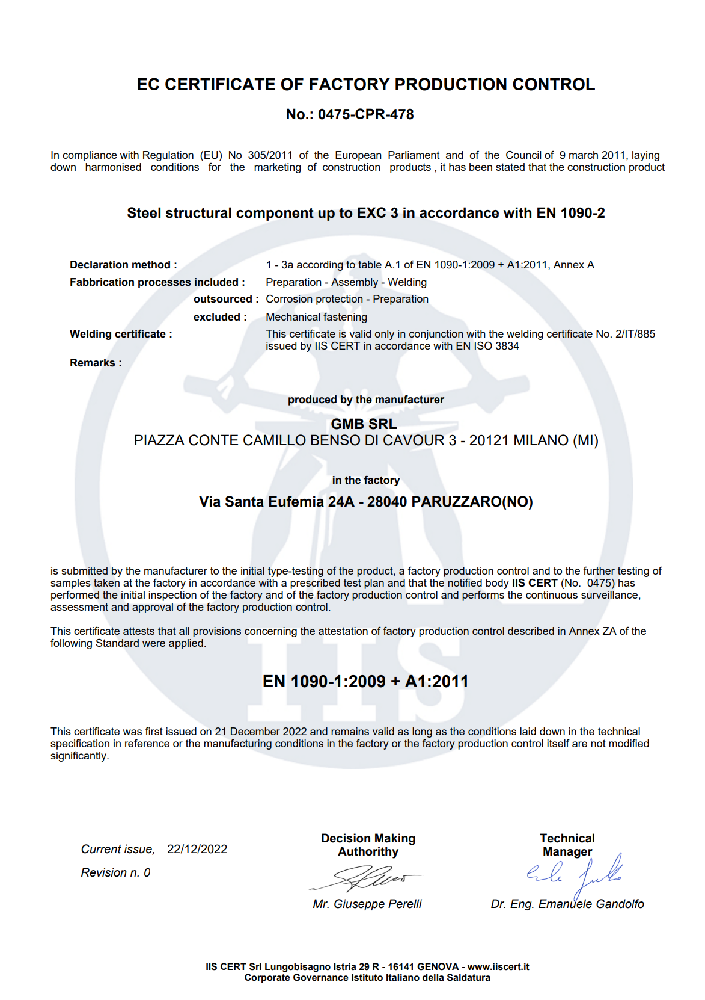 EC CERTIFICATE OF FACTORY PRODUCTION CONTROL
No.: 0475-CPR-478
In compliance with Regulation (EU) No 305/2011 of the European Parliament and of the Council of 9 march 2011, laying
down harmonised conditions for the marketing of construction products , it has been stated that the construction product
Steel structural component up to EXC 3 in accordance with EN 1090-2
Declaration method : 1 - 3a according to table A.1 of EN 1090-1:2009 + A1:2011, Annex A
Fabbrication processes included : Preparation - Assembly - Welding
outsourced : Corrosion protection - Preparation
excluded : Mechanical fastening
Welding certificate : This certificate is valid only in conjunction with the welding certificate No. 2/IT/885
issued by IIS CERT in accordance with EN ISO 3834
Remarks :
produced by the manufacturer
GMB SRL
PIAZZA CONTE CAMILLO BENSO DI CAVOUR 3 - 20121 MILANO (MI)
in the factory
Via Santa Eufemia 24A - 28040 PARUZZARO(NO)
is submitted by the manufacturer to the initial type-testing of the product, a factory production control and to the further testing of
samples taken at the factory in accordance with a prescribed test plan and that the notified body IIS CERT (No. 0475) has
performed the initial inspection of the factory and of the factory production control and performs the continuous surveillance,
assessment and approval of the factory production control.
This certificate attests that all provisions concerning the attestation of factory production control described in Annex ZA of the
following Standard were applied.
IIS
EN 1090-1:2009 + A1:2011
This certificate was first issued on 21 December 2022 and remains valid as long as the conditions laid down in the technical
specification in reference or the manufacturing conditions in the factory or the factory production control itself are not modified
significantly.
Current issue, 22/12/2022
Revision n. 0
Decision Making
Authorithy
Mr. Giuseppe Perelli
Technical
Manager
Dr. Eng. Emanuele Gandolfo
IIS CERT Srl Lungobisagno Istria 29 R - 16141 GENOVA - www.iiscert.it
Corporate Governance Istituto Italiano della Saldatura